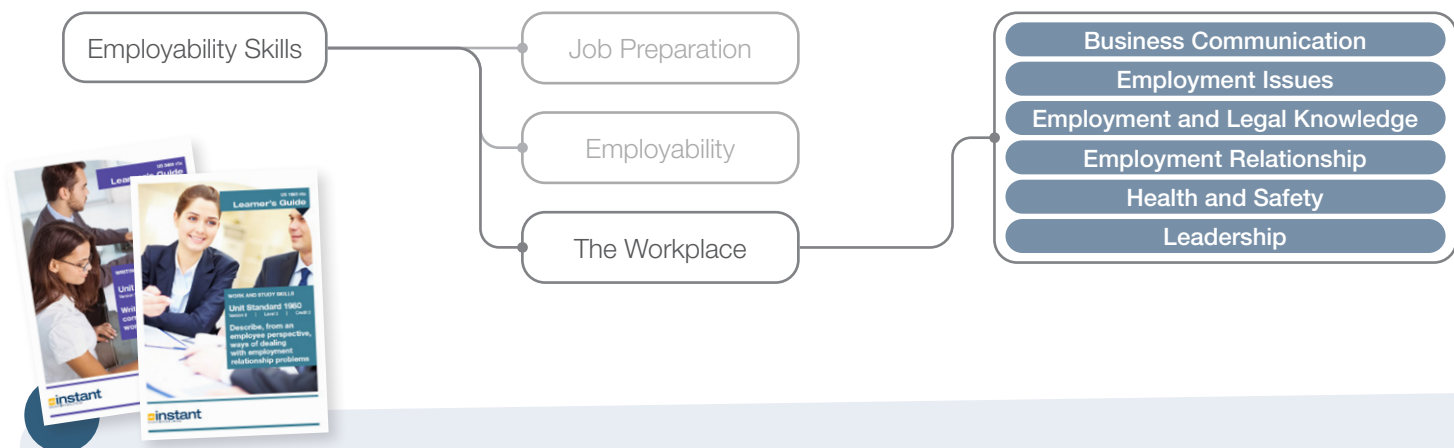 Employability Skills
Job Preparation
Employability
The Workplace
Business Communication
Employment Issues
Employment and Legal Knowledge
Employment Relationship
Health and Safety
Leadership
Learner's Guide
WORK AND STUDY SKILLS
Unit Standard 1980
Describe, from an
employee perspective,
ways of dealing
with employment
relationship problems
instant
instant